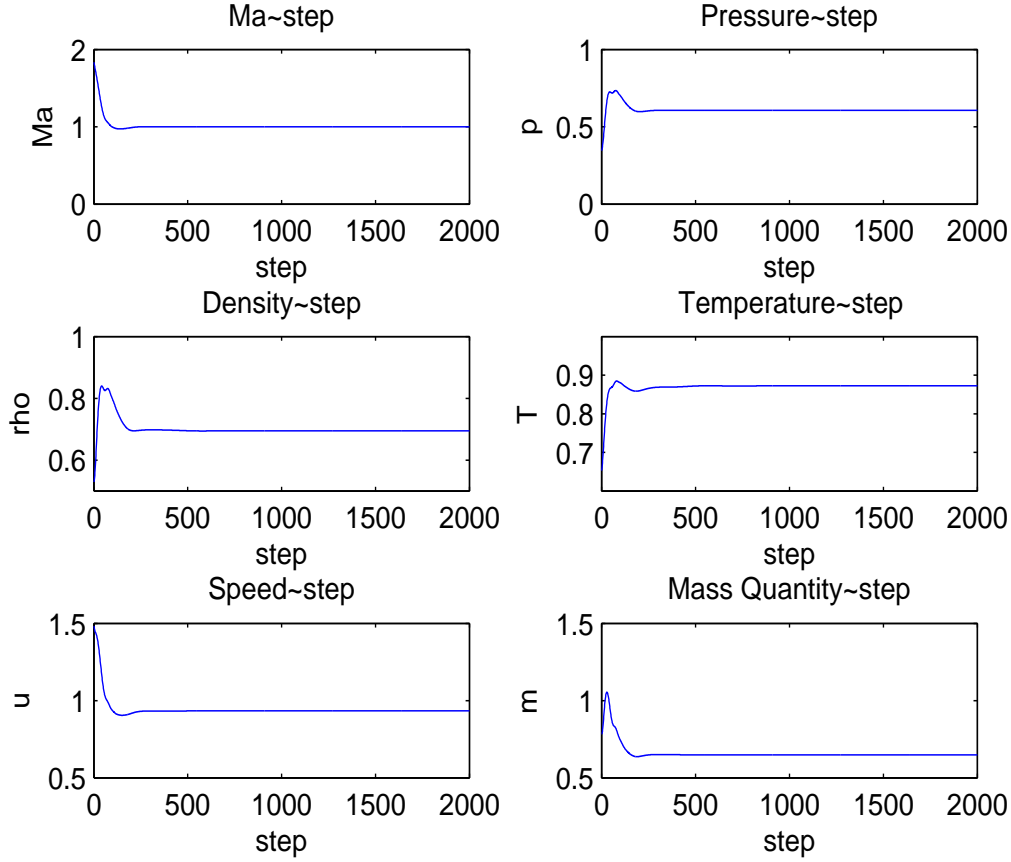 Ma~step
2
1
0
Ma
0 500 1000 1500 2000
step
Pressure~step
1
0.5
0
p
0 500 1000 1500 2000
step
Density~step
1
0.8
0.6
rho
0 500 1000 1500 2000
step
Temperature~step
0.9
0.8
0.7
T
0 500 1000 1500 2000
step
Speed~step
1.5
1
0.5
u
0 500 1000 1500 2000
step
Mass Quantity~step
1.5
1
0.5
m
0 500 1000 1500 2000
step